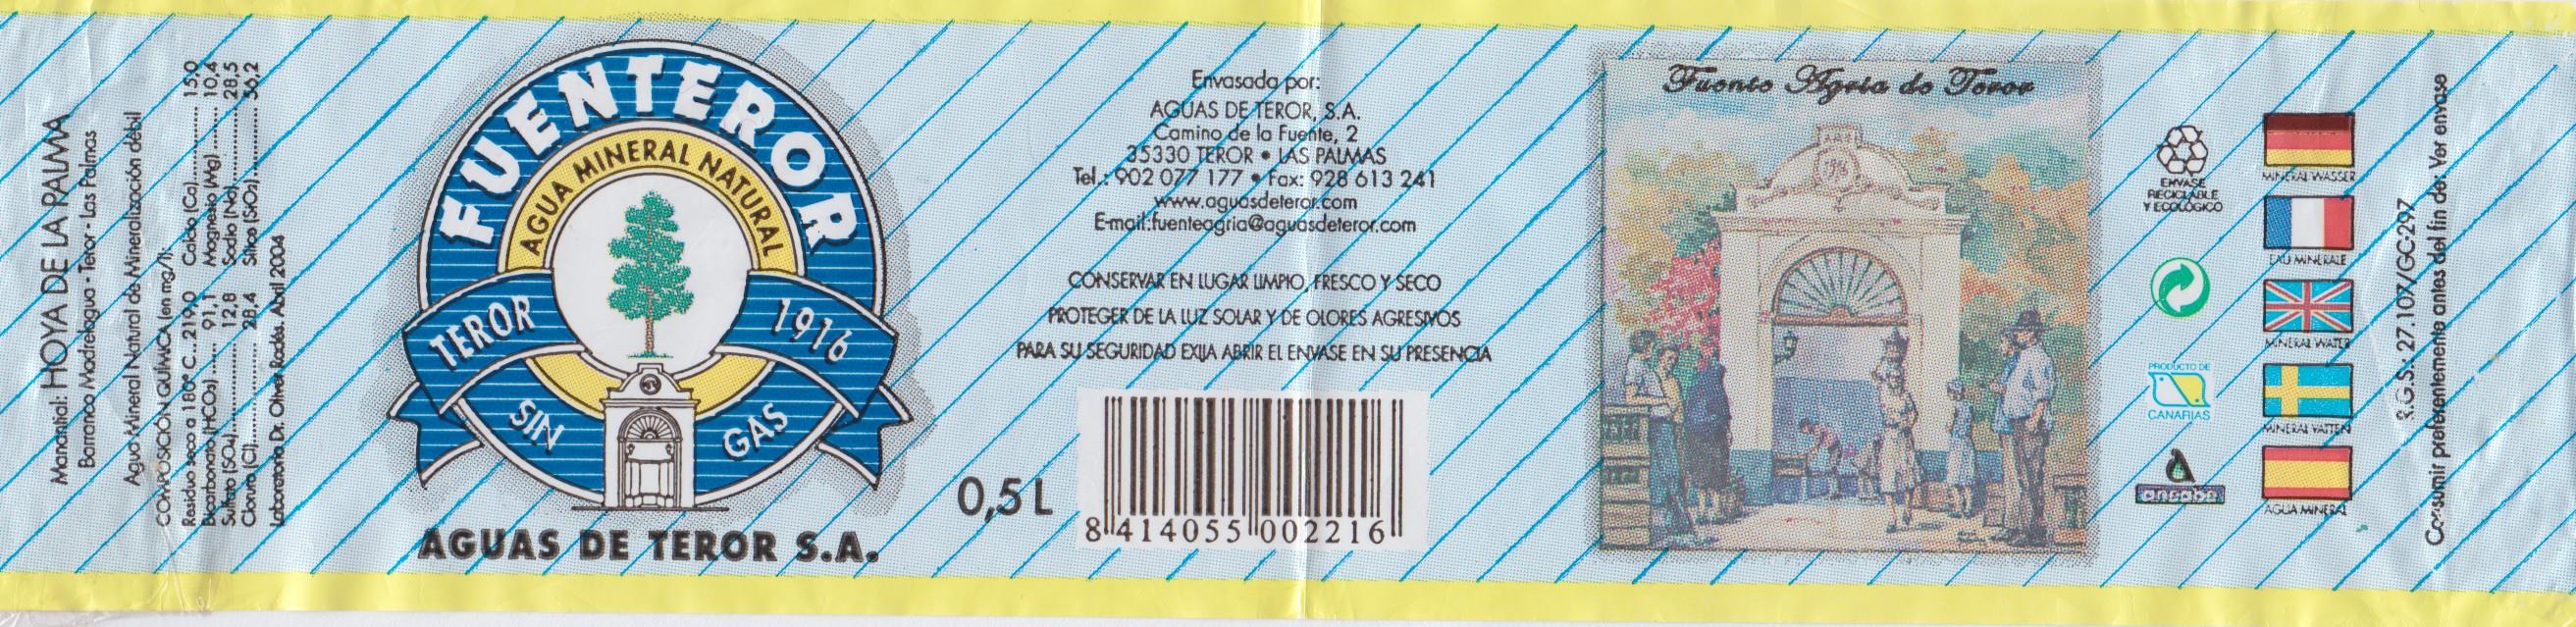 Manantial: HOYA DE LA PALMA
Barranco Madrelagua - Teror - Las Palmas
Agua Mineral Natural de Mineralización débil
COMPOSICIÓN QUÍMICA (en mg/l):
Residuo seco a 180º C.. 219,0 Calcio (Ca) ............ 15,0
Bicarbonato (HCO3) ...... 91,1 Magnesio (Mg) ......... 10,4
Sulfato (SO4) .............. 12,8 Sodio (Na) ............... 28,5
Cloruro (Cl) ................. 28,4 Sílice (SiO2) .............. 36,2
Laboratorio Dr. Oliver Rodés. Abril 2004
FUENTEROR
AGUA MINERAL NATURAL
TEROR 1916
SIN GAS
AGUAS DE TEROR S.A.
Envasada por:
AGUAS DE TEROR, S.A.
Camino de la Fuente, 2
35330 TEROR • LAS PALMAS
Tel.: 902 077 177 • Fax: 928 613 241
www.aguasdeteror.com
E-mail:fuenteagria@aguasdeteror.com
CONSERVAR EN LUGAR LIMPIO, FRESCO Y SECO
PROTEGER DE LA LUZ SOLAR Y DE OLORES AGRESIVOS
PARA SU SEGURIDAD EXIJA ABRIR EL ENVASE EN SU PRESENCIA
0,5 L
8 414055 002216
Fuente Agria de Teror
ENVASE
RECICLABLE
Y ECOLÓGICO
PRODUCTO DE
CANARIAS
ansabe
MINERAL WASSER
EAU MINERALE
MINERAL WATER
MINERAL VATTEN
AGUA MINERAL
R.G.S.: 27.107/GC297
Consumir preferentemente antes del fin de: Ver envase